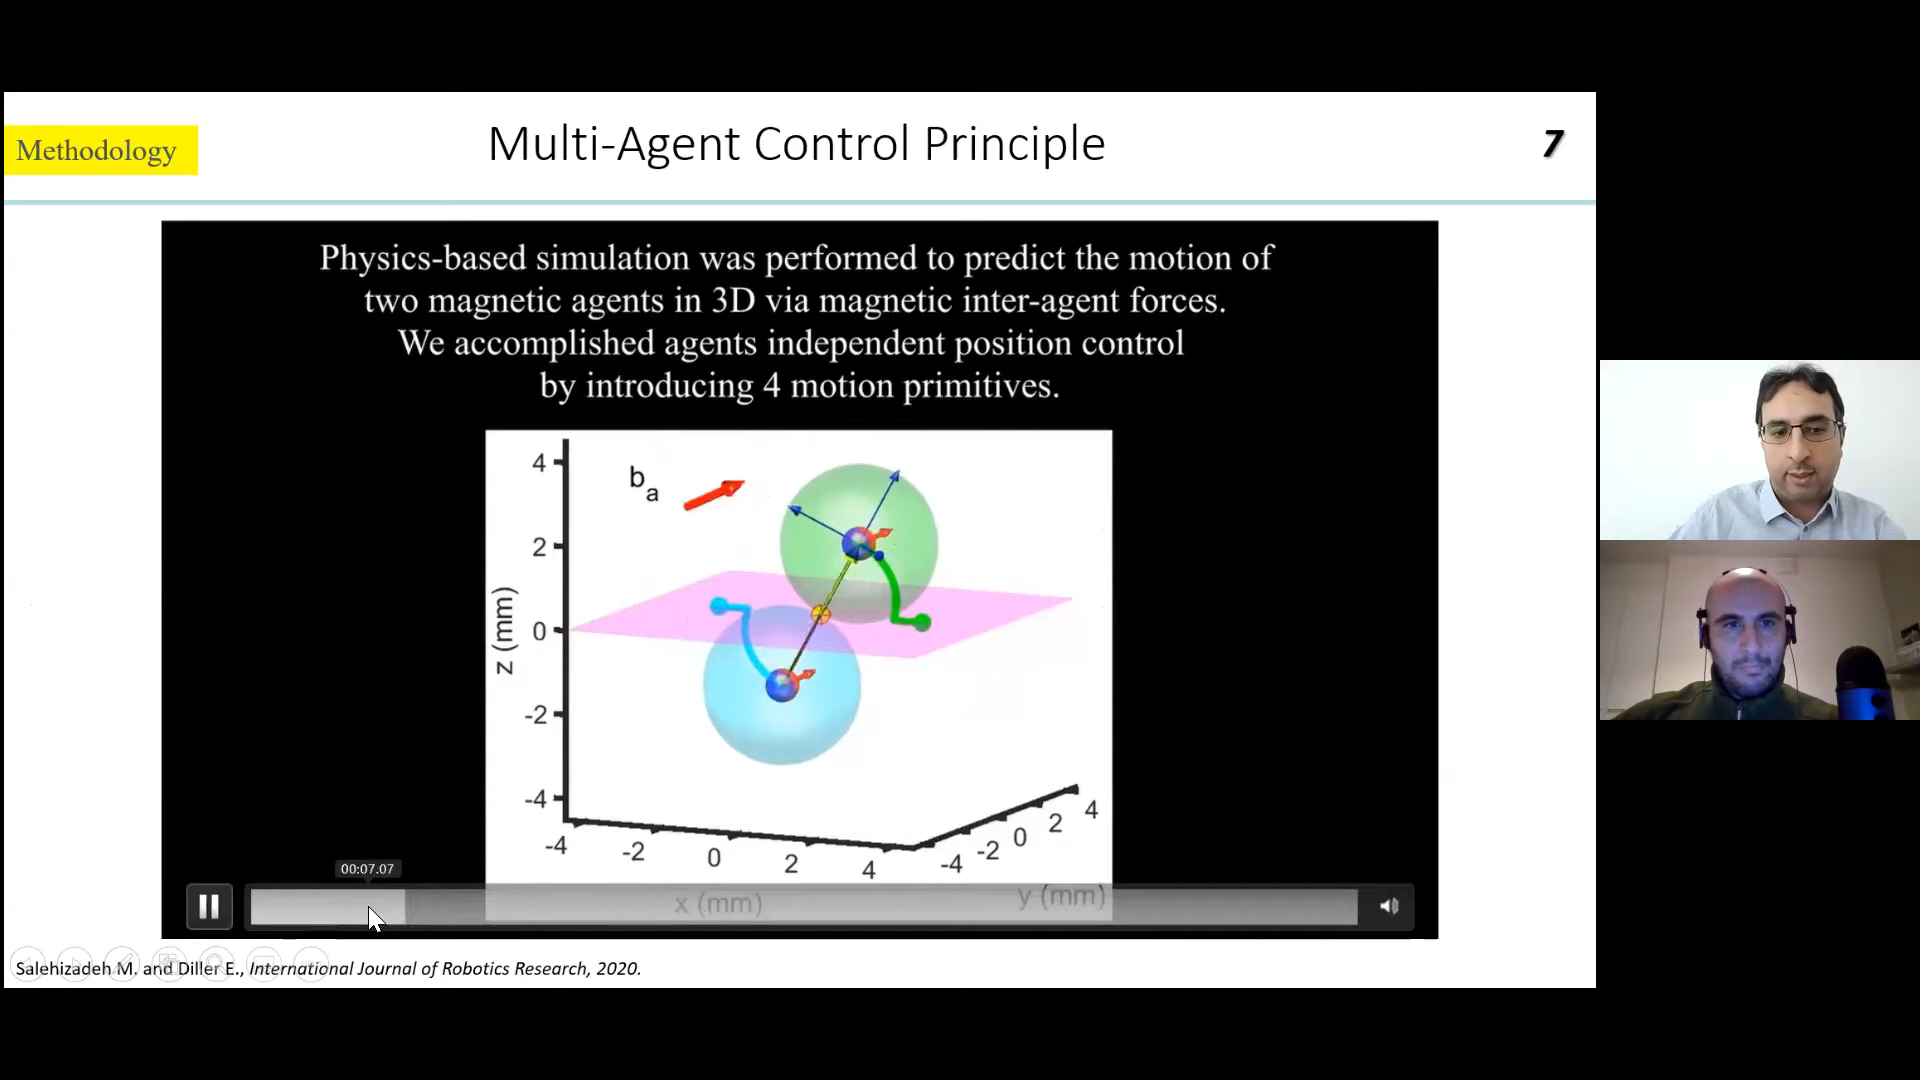 Methodology
Multi-Agent Control Principle
7
Physics-based simulation was performed to predict the motion of
two magnetic agents in 3D via magnetic inter-agent forces.
We accomplished agents independent position control
by introducing 4 motion primitives.
b a
4
2
0
-2
-4
z (mm)
-4 -2 0 2 4
x (mm)
-4 -2 0 2 4
y (mm)
00:07.07
Salehizadeh M. and Diller E., International Journal of Robotics Research, 2020.